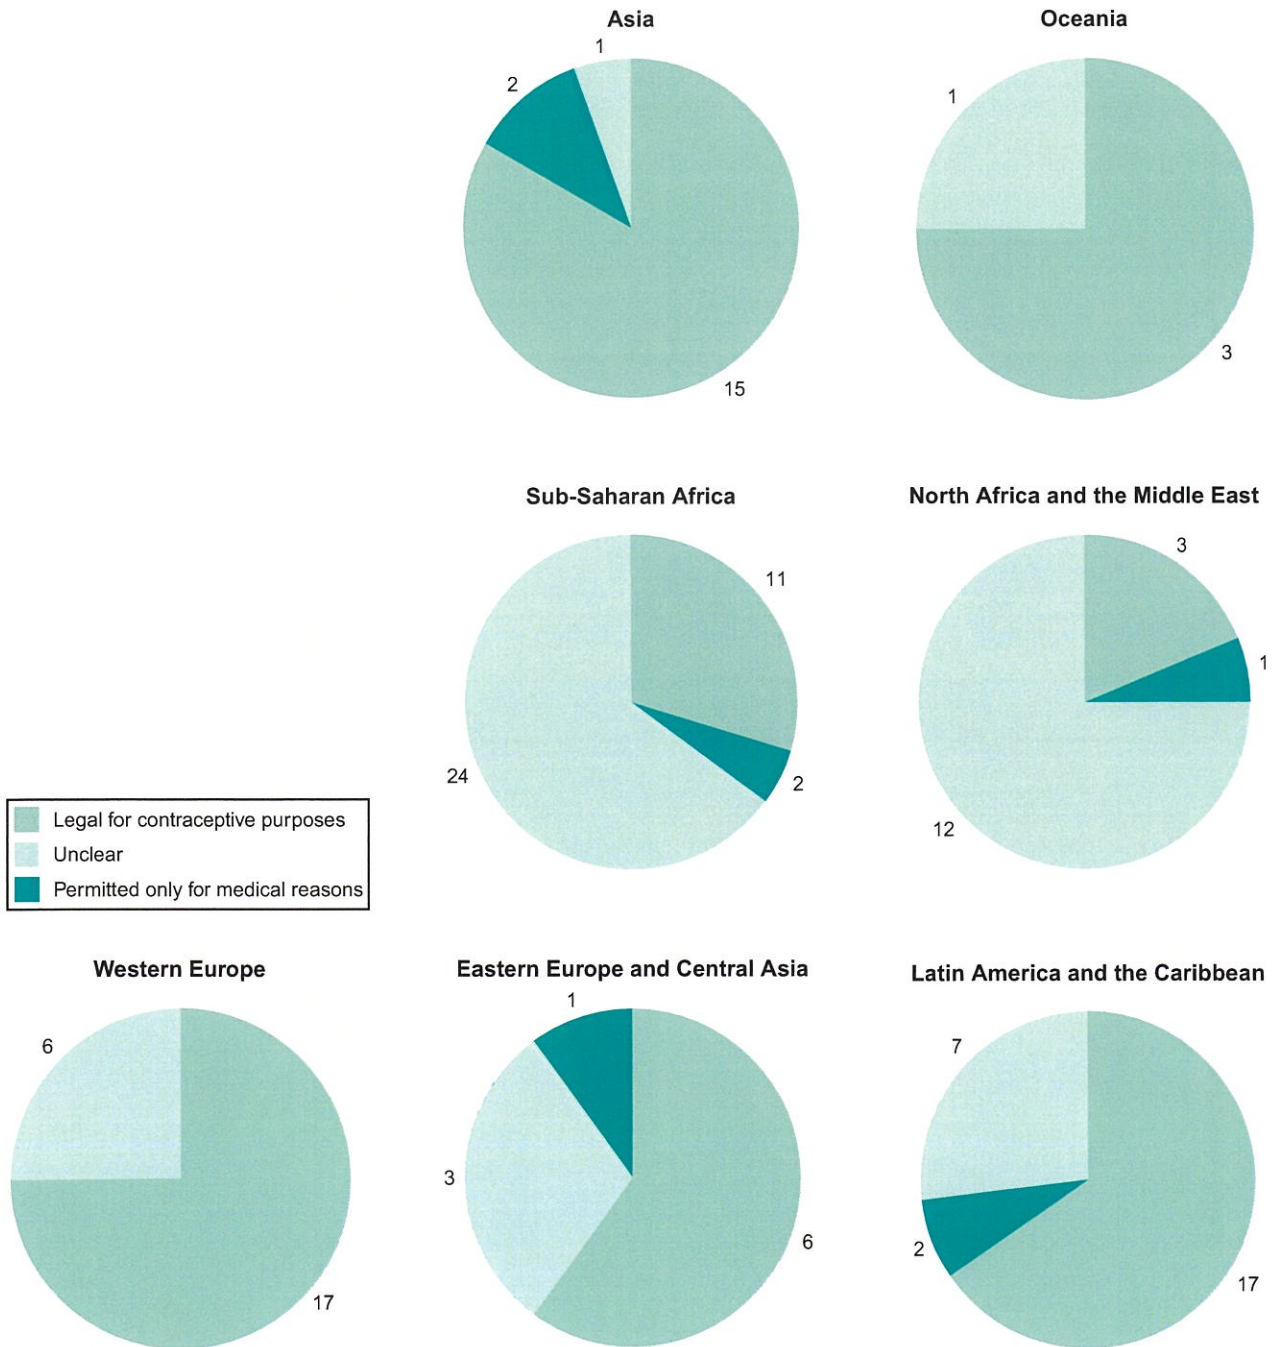 Asia
1
2
15
Oceania
1
3
Sub-Saharan Africa
11
24
2
North Africa and the Middle East
3
1
12
Legal for contraceptive purposes
Unclear
Permitted only for medical reasons
Western Europe
6
17
Eastern Europe and Central Asia
1
3
6
Latin America and the Caribbean
7
2
17